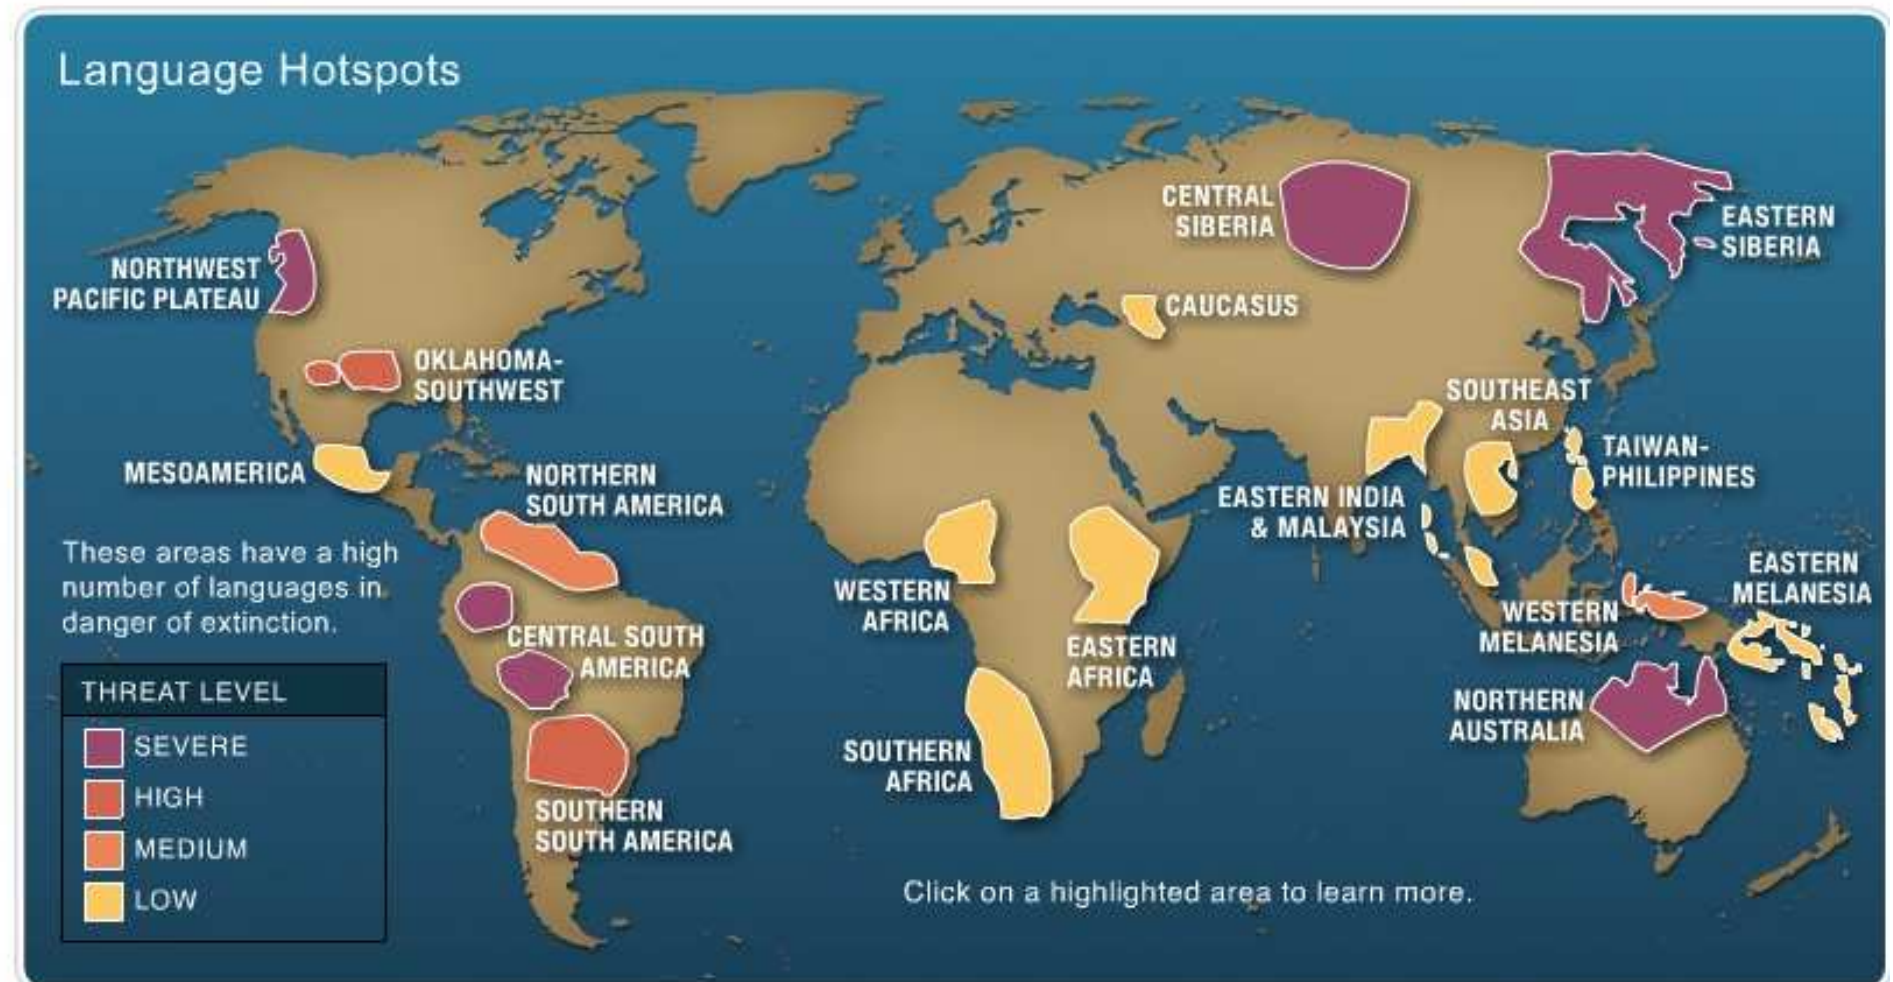 Language Hotspots
CENTRAL
SIBERIA
EASTERN
SIBERIA
NORTHWEST
PACIFIC PLATEAU
CAUCASUS
OKLAHOMA-
SOUTHWEST
SOUTHEAST
ASIA
MESOAMERICA
NORTHERN
SOUTH AMERICA
TAIWAN-
PHILIPPINES
EASTERN INDIA
& MALAYSIA
These areas have a high
number of languages in
danger of extinction.
EASTERN
MELANESIA
WESTERN
AFRICA
WESTERN
MELANESIA
CENTRAL SOUTH
AMERICA
EASTERN
AFRICA
THREAT LEVEL
SEVERE
HIGH
MEDIUM
LOW
NORTHERN
AUSTRALIA
SOUTHERN
AFRICA
SOUTHERN
SOUTH AMERICA
Click on a highlighted area to learn more.